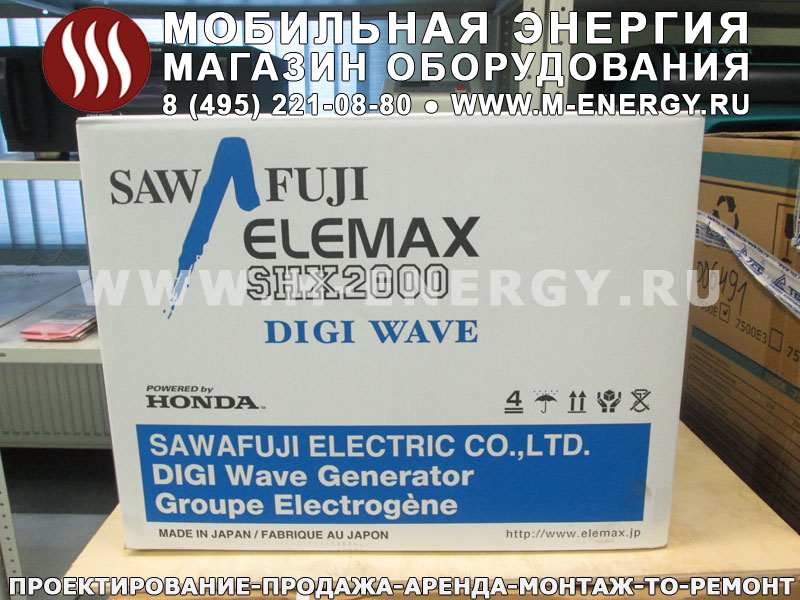 МОБИЛЬНАЯ ЭНЕРГИЯ
МАГАЗИН ОБОРУДОВАНИЯ
8 (495) 221-08-80 ● WWW.M-ENERGY.RU
SAWAFUJI
ELEMAX
SHX2000
WWW.M-ENERGY.RU
DIGI WAVE
POWERED by
HONDA
4
SAWAFUJI ELECTRIC CO.,LTD.
DIGI Wave Generator
Groupe Electrogène
MADE IN JAPAN / FABRIQUE AU JAPON
http://www.elemax.jp
7500E3
ПРОЕКТИРОВАНИЕ-ПРОДАЖА-АРЕНДА-МОНТАЖ-ТО-РЕМОНТ